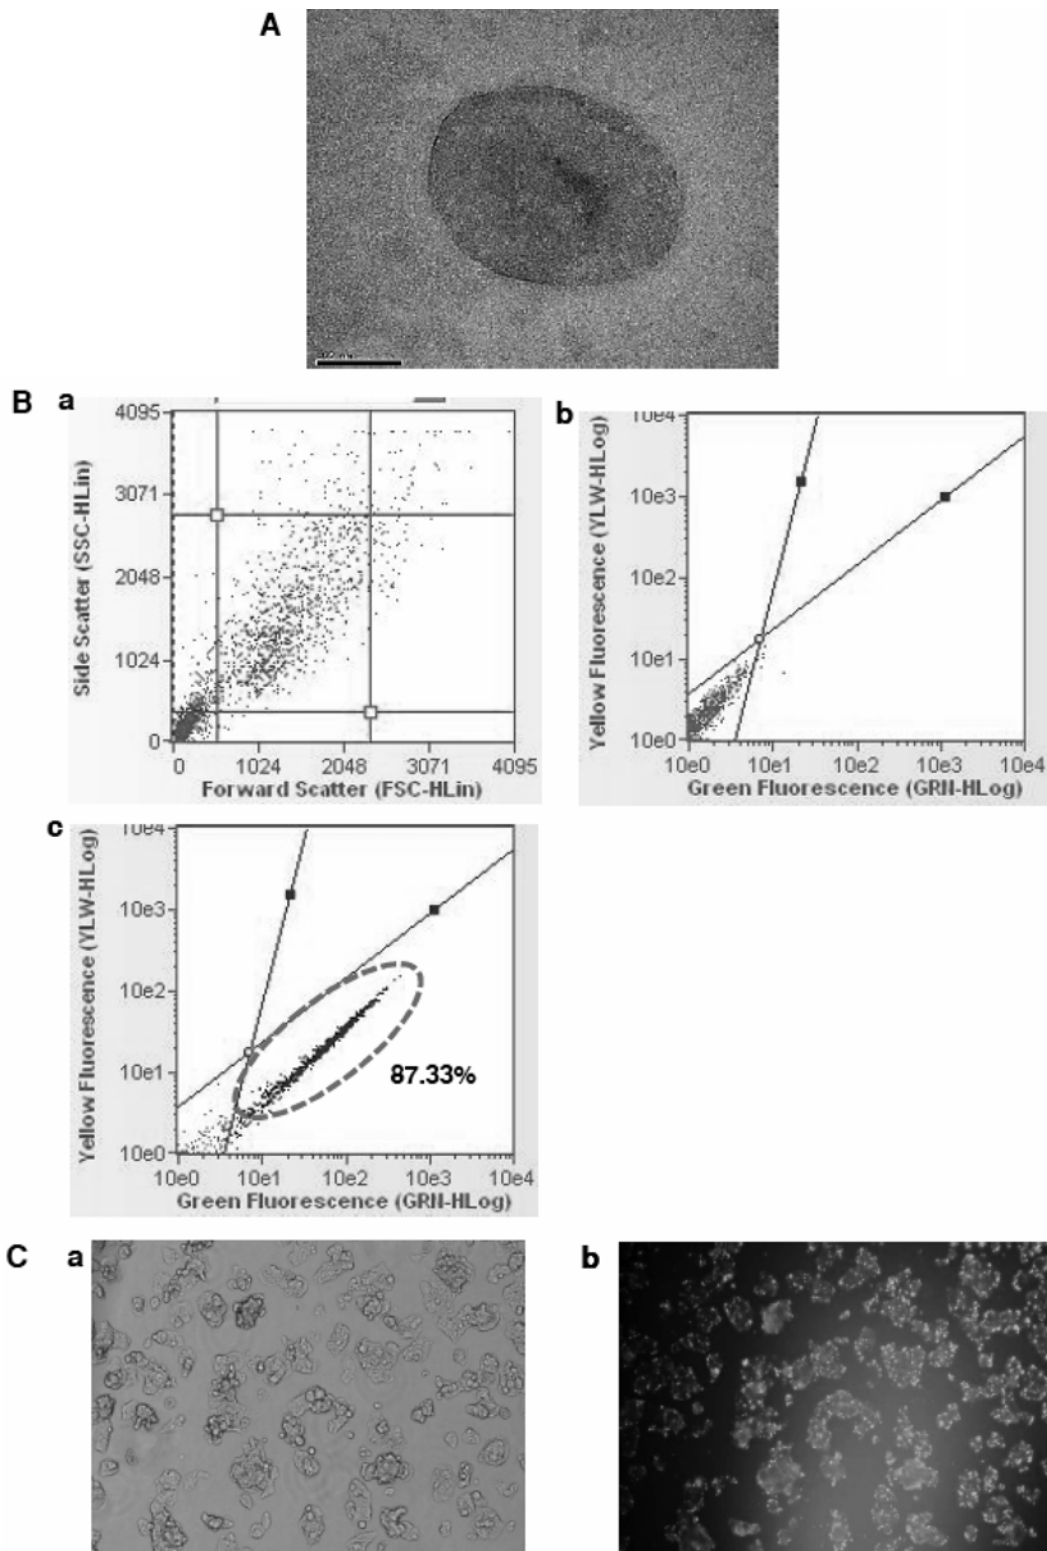 A
B
a
4095
3071
2048
1024
0
Side Scatter (SSC-HLin)
0
1024
2048
3071
4095
Forward Scatter (FSC-HLin)
b
10e4
10e3
10e2
10e1
10e0
Yellow Fluorescence (YLW-HLog)
10e0
10e1
10e2
10e3
10e4
Green Fluorescence (GRN-HLog)
c
10e4
10e3
10e2
10e1
10e0
Yellow Fluorescence (YLW-HLog)
87.33%
10e0
10e1
10e2
10e3
10e4
Green Fluorescence (GRN-HLog)
C
a
b